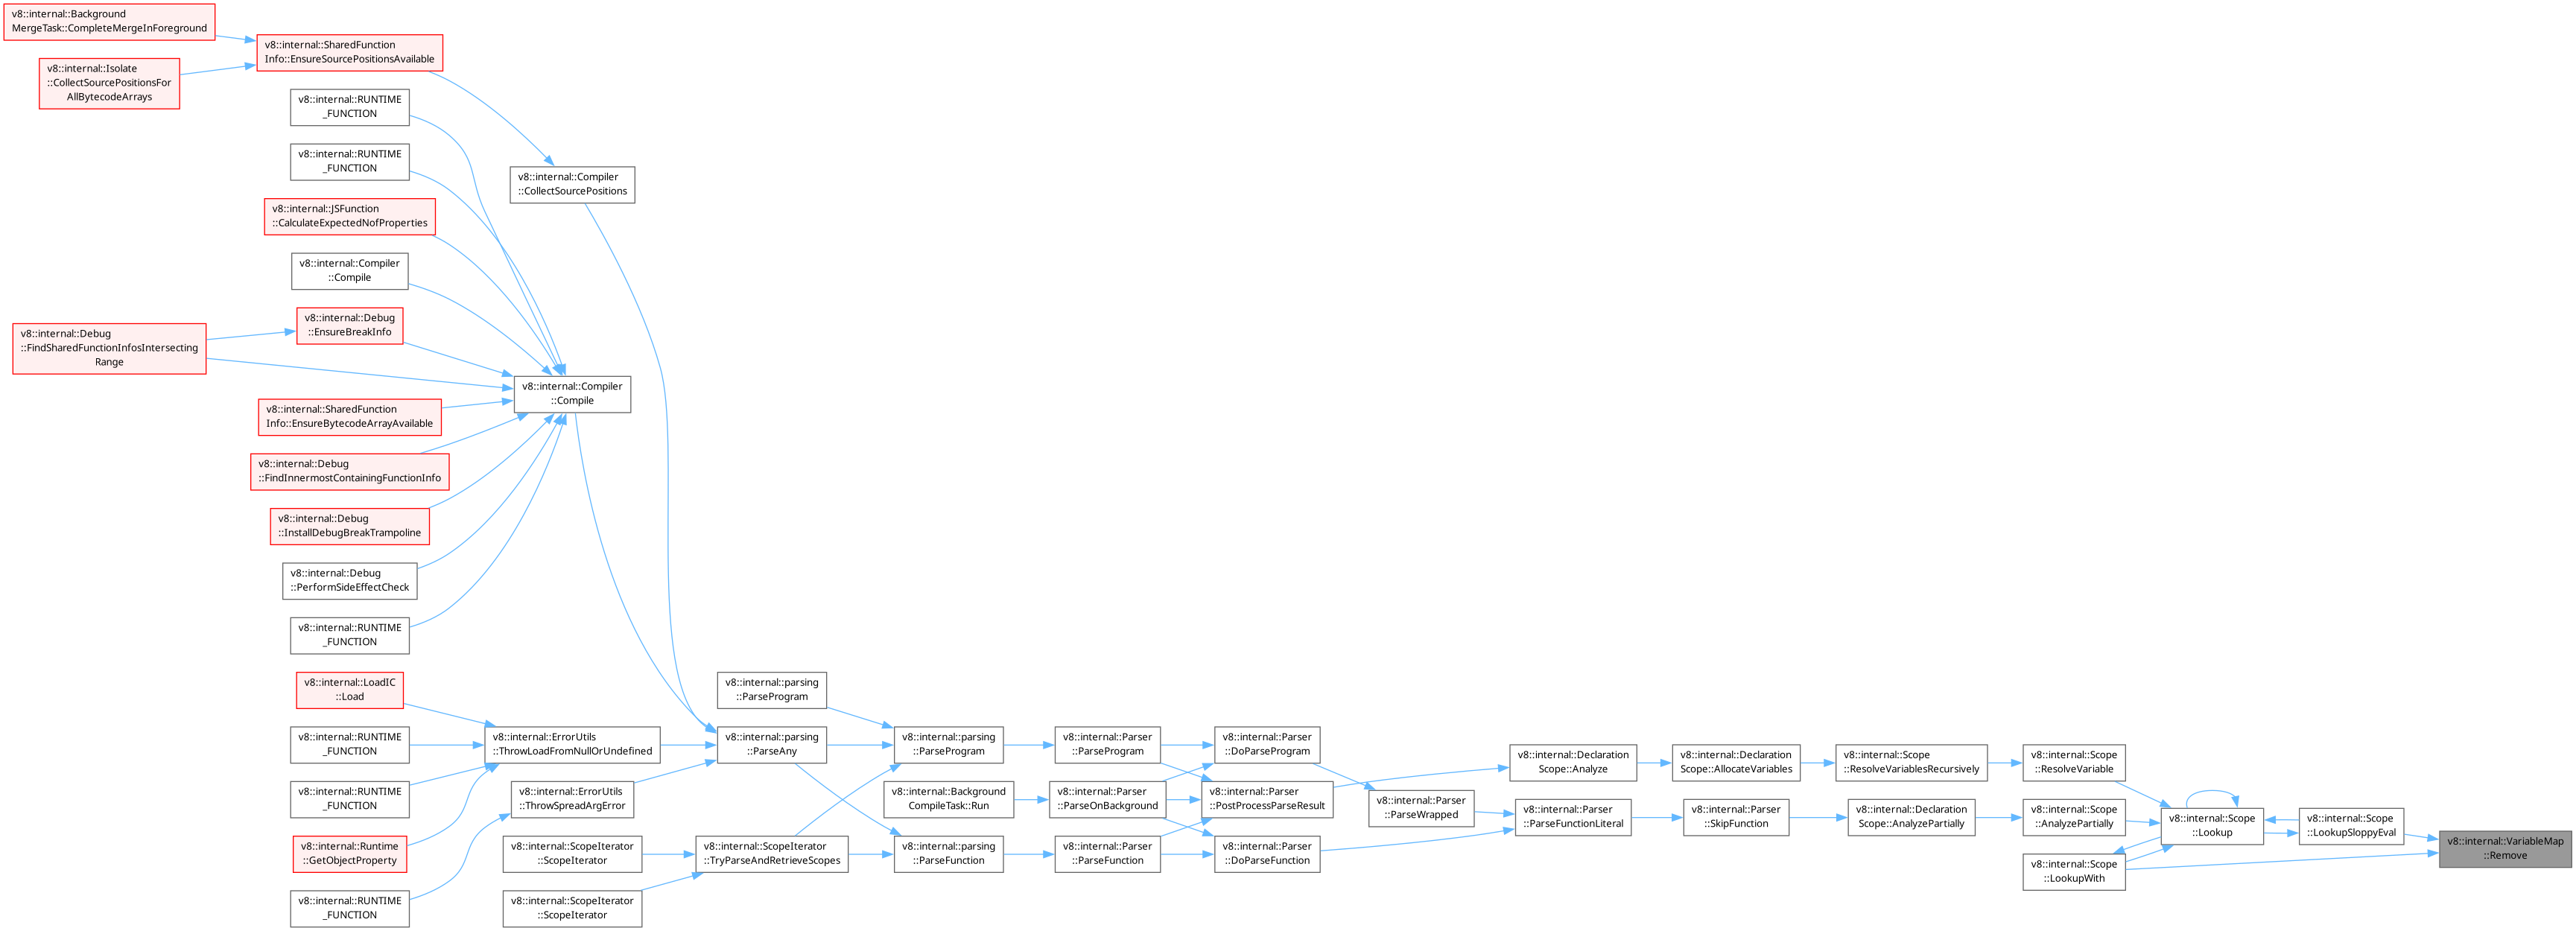 v8::internal::Background
MergeTask::CompleteMergeInForeground
v8::internal::Isolate
::CollectSourcePositionsFor
AllBytecodeArrays
v8::internal::SharedFunction
Info::EnsureSourcePositionsAvailable
v8::internal::RUNTIME
_FUNCTION
v8::internal::RUNTIME
_FUNCTION
v8::internal::Compiler
::CollectSourcePositions
v8::internal::JSFunction
::CalculateExpectedNofProperties
v8::internal::Compiler
::Compile
v8::internal::Debug
::EnsureBreakInfo
v8::internal::Debug
::FindSharedFunctionInfosIntersecting
Range
v8::internal::Compiler
::Compile
v8::internal::SharedFunction
Info::EnsureBytecodeArrayAvailable
v8::internal::Debug
::FindInnermostContainingFunctionInfo
v8::internal::Debug
::InstallDebugBreakTrampoline
v8::internal::Debug
::PerformSideEffectCheck
v8::internal::RUNTIME
_FUNCTION
v8::internal::LoadIC
::Load
v8::internal::RUNTIME
_FUNCTION
v8::internal::RUNTIME
_FUNCTION
v8::internal::Runtime
::GetObjectProperty
v8::internal::RUNTIME
_FUNCTION
v8::internal::ErrorUtils
::ThrowLoadFromNullOrUndefined
v8::internal::ErrorUtils
::ThrowSpreadArgError
v8::internal::ScopeIterator
::ScopeIterator
v8::internal::ScopeIterator
::ScopeIterator
v8::internal::parsing
::ParseProgram
v8::internal::parsing
::ParseAny
v8::internal::ScopeIterator
::TryParseAndRetrieveScopes
v8::internal::parsing
::ParseProgram
v8::internal::Background
CompileTask::Run
v8::internal::parsing
::ParseFunction
v8::internal::Parser
::ParseProgram
v8::internal::Parser
::ParseOnBackground
v8::internal::Parser
::ParseFunction
v8::internal::Parser
::DoParseProgram
v8::internal::Parser
::PostProcessParseResult
v8::internal::Parser
::DoParseFunction
v8::internal::Parser
::ParseWrapped
v8::internal::Declaration
Scope::Analyze
v8::internal::Parser
::ParseFunctionLiteral
v8::internal::Declaration
Scope::AllocateVariables
v8::internal::Parser
::SkipFunction
v8::internal::Scope
::ResolveVariablesRecursively
v8::internal::Declaration
Scope::AnalyzePartially
v8::internal::Scope
::ResolveVariable
v8::internal::Scope
::AnalyzePartially
v8::internal::Scope
::LookupWith
v8::internal::Scope
::Lookup
v8::internal::Scope
::LookupSloppyEval
v8::internal::VariableMap
::Remove